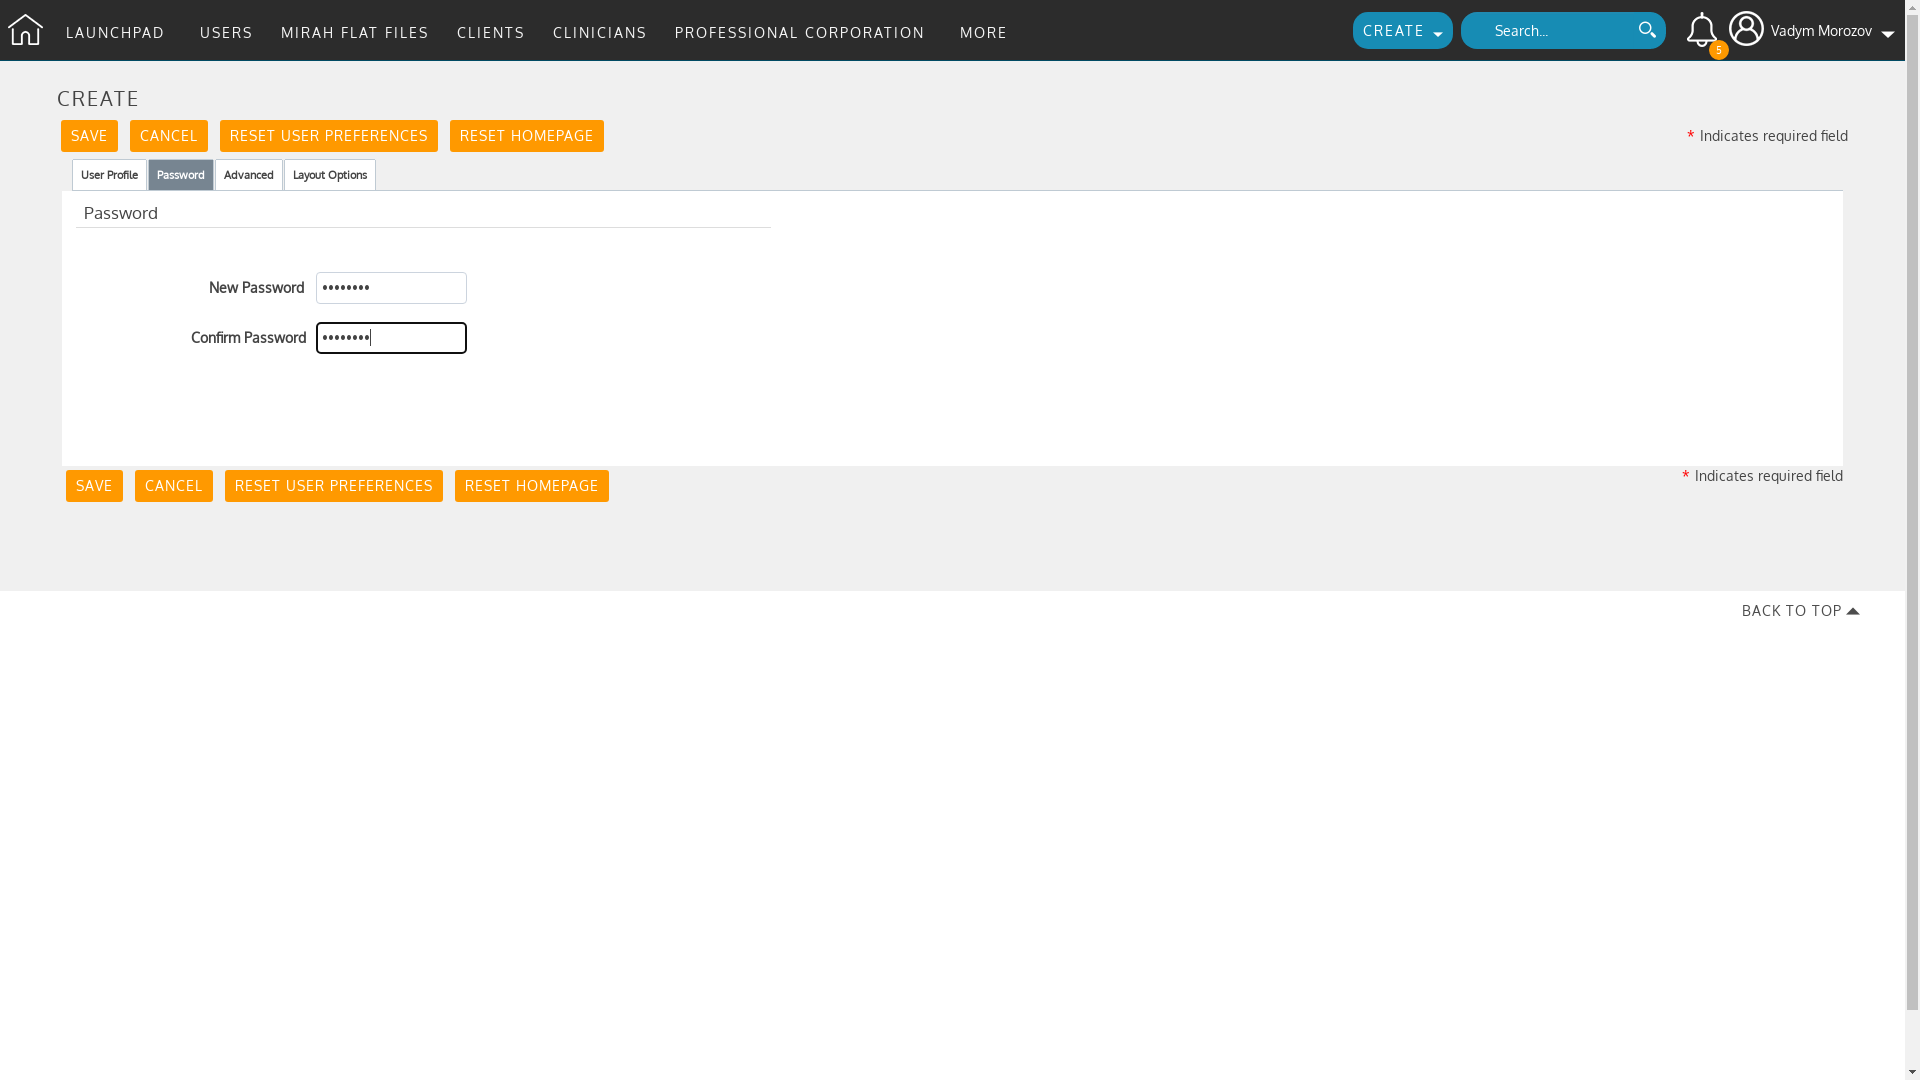 LAUNCHPAD USERS MIRAH FLAT FILES CLIENTS CLINICIANS PROFESSIONAL CORPORATION MORE CREATE Search... 5 Vadym Morozov
CREATE
SAVE CANCEL RESET USER PREFERENCES RESET HOMEPAGE * Indicates required field
User Profile Password Advanced Layout Options
Password
New Password ••••••••
Confirm Password ••••••••
SAVE CANCEL RESET USER PREFERENCES RESET HOMEPAGE * Indicates required field
BACK TO TOP